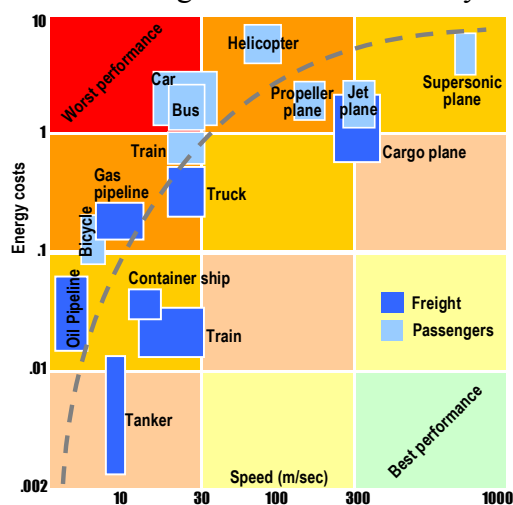 10
Worst performance
Helicopter
Car
Bus
Propeller
plane
Jet
plane
Supersonic
plane
1
Train
Cargo plane
Gas
pipeline
Truck
Energy costs
Bicycle
.1
Oil Pipeline
Container ship
Freight
Passengers
Train
.01
Tanker
Best performance
Speed (m/sec)
.002
10
30
100
300
1000